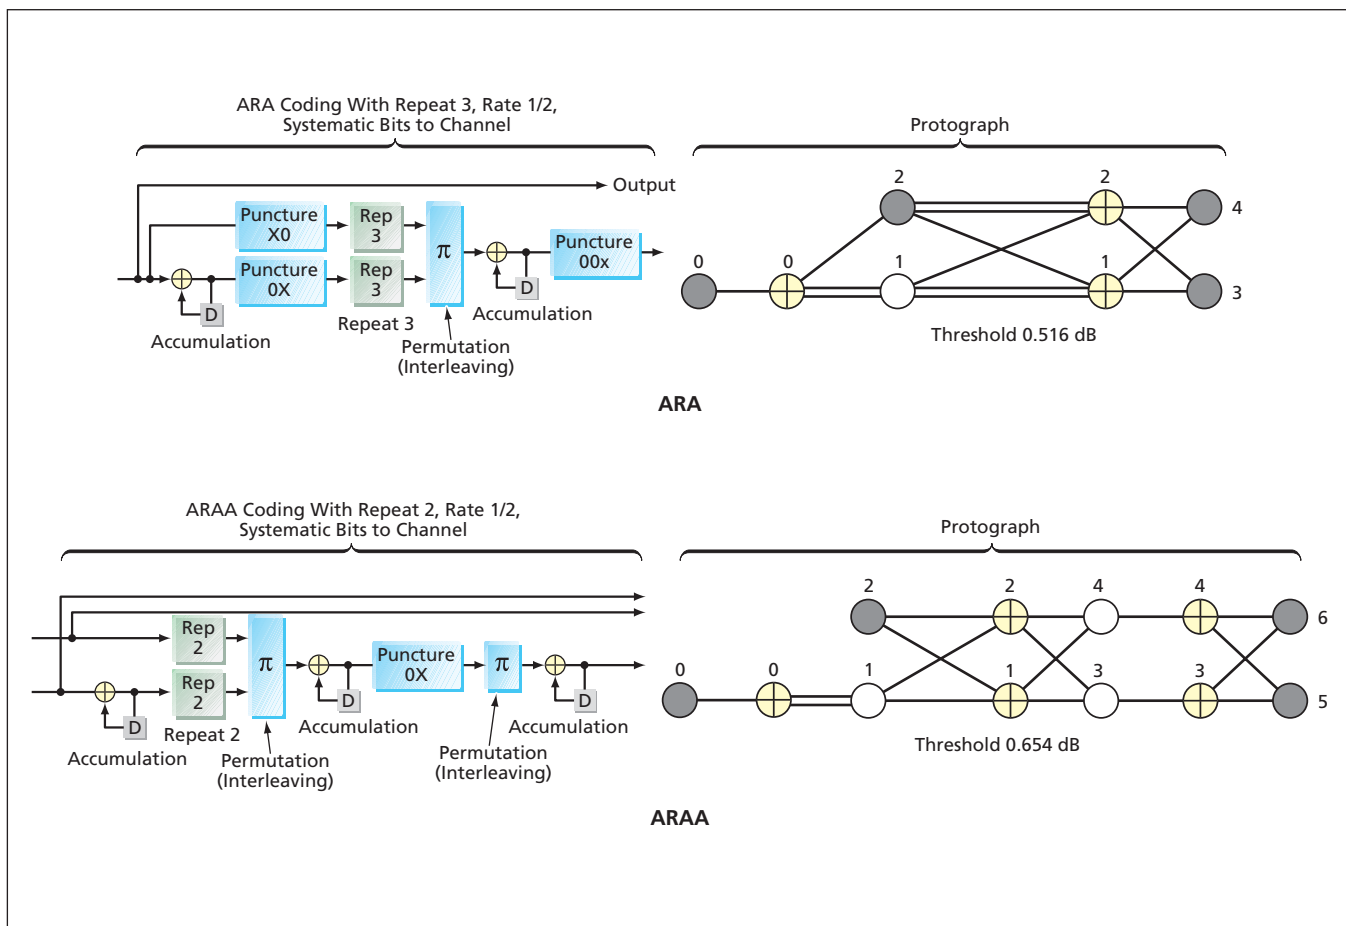 ARA Coding With Repeat 3, Rate 1/2,
Systematic Bits to Channel
Protograph
Output
Puncture
X0
Rep
3
π
Puncture
00x
Puncture
0X
Rep
3
D
D
Accumulation
Repeat 3
Accumulation
Permutation
(Interleaving)
2
2
4
0
0
1
1
3
Threshold 0.516 dB
ARA
ARAA Coding With Repeat 2, Rate 1/2,
Systematic Bits to Channel
Protograph
Rep
2
π
Puncture
0X
π
Rep
2
D
D
D
Accumulation
Repeat 2
Accumulation
Accumulation
Permutation
(Interleaving)
Permutation
(Interleaving)
2
2
4
4
6
0
0
1
1
3
3
5
Threshold 0.654 dB
ARAA